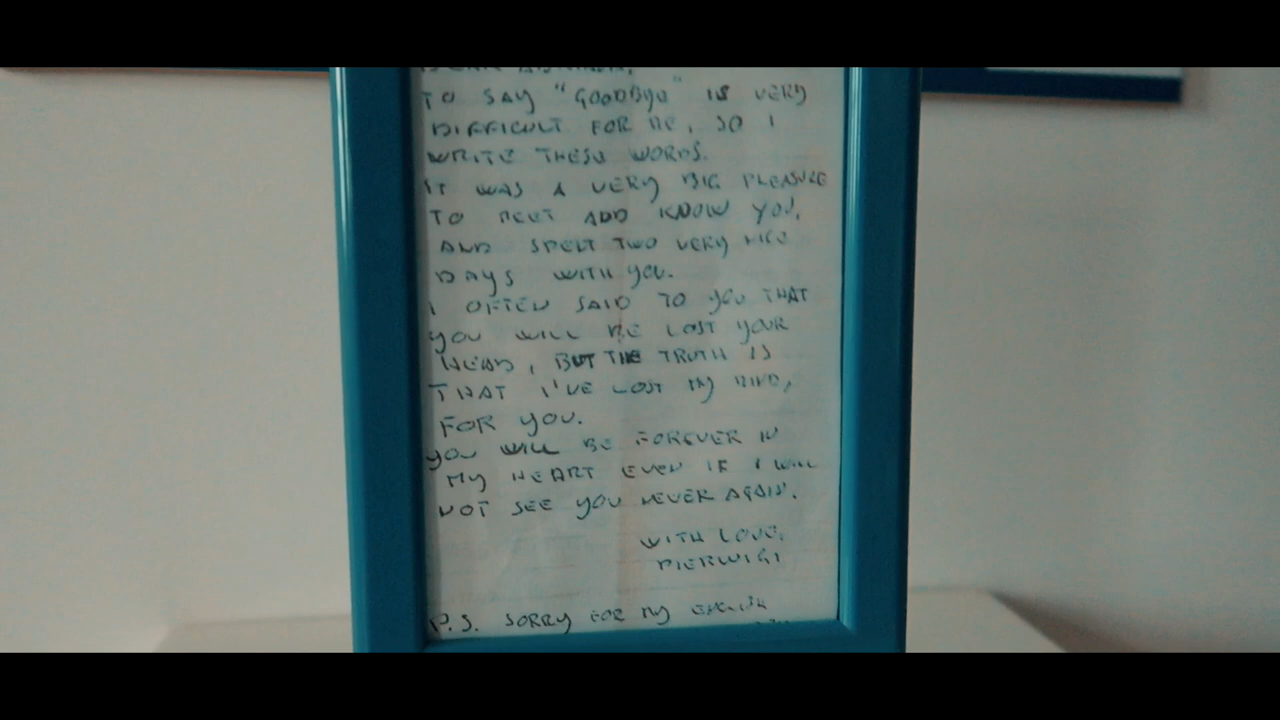 TO SAY "GOODBYE" IS VERY
DIFFICULT FOR ME, SO I
WRITE THESE WORDS.
IT WAS A VERY BIG PLEASURE
TO MEET AND KNOW YOU,
AND SPENT TWO VERY NICE
DAYS WITH YOU.
I OFTEN SAID TO YOU THAT
YOU WILL BE LOST YOUR
HEAD, BUT THE TRUTH IS
THAT I'VE LOST MY MIND,
FOR YOU.
YOU WILL BE FOREVER IN
MY HEART EVEN IF I WILL
NOT SEE YOU NEVER AGAIN.
WITH LOVE,
PIERLUIGI
P.S. SORRY FOR MY ENGLISH